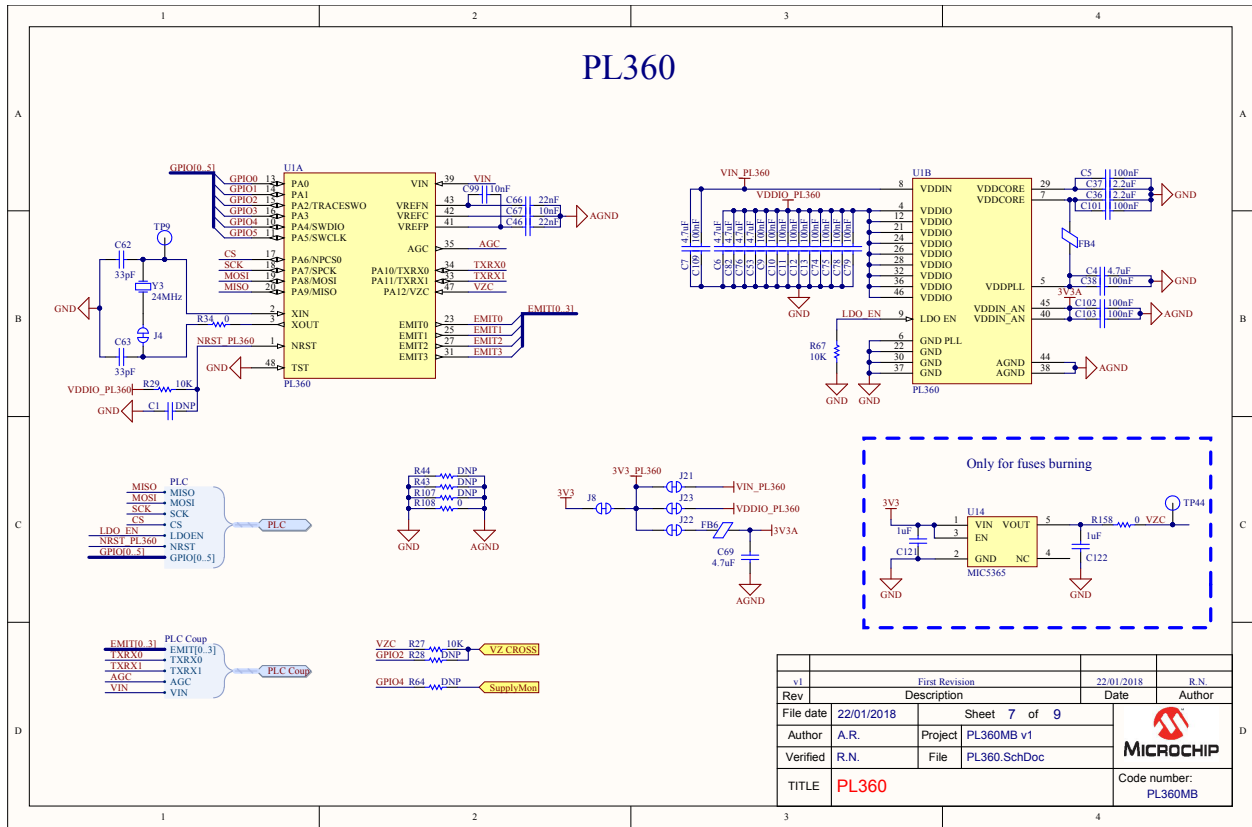 1 2 3 4
PL360
A A
B B
C C
D D
GPIO[0..5]
U1A
GPIO0 13 PA0
GPIO1 14 PA1
GPIO2 15 PA2/TRACESWO
GPIO3 16 PA3
GPIO4 10 PA4/SWDIO
GPIO5 11 PA5/SWCLK
CS 17 PA6/NPCS0
SCK 18 PA7/SPCK
MOSI 19 PA8/MOSI
MISO 20 PA9/MISO
2 XIN
R34 0 3 XOUT
NRST_PL360 1 NRST
GND 48 TST
PL360
VIN 39 VIN
C99 10nF
VREFN 43 C66 22nF
VREFC 42 C67 10nF
VREFP 41 C46 22nF
AGND
AGC 35 AGC
PA10/TXRX0 34 TXRX0
PA11/TXRX1 33 TXRX1
PA12/VZC 47 VZC
EMIT[0..3]
EMIT0 23 EMIT0
EMIT1 25 EMIT1
EMIT2 27 EMIT2
EMIT3 31 EMIT3
TP9
C62
33pF
Y3
24MHz
GND
J4
C63
33pF
VDDIO_PL360 R29 10K
GND C1 DNP
VIN_PL360
VDDIO_PL360
C7 4.7uF
C109 100nF
C6 4.7uF
C82 4.7uF
C76 4.7uF
C53 4.7uF
C9 100nF
C10 100nF
C11 100nF
C12 100nF
C13 100nF
C74 100nF
C75 100nF
C78 100nF
C79 100nF
GND
U1B
8 VDDIN
4 VDDIO
12 VDDIO
21 VDDIO
24 VDDIO
26 VDDIO
28 VDDIO
32 VDDIO
36 VDDIO
46 VDDIO
LDO_EN 9 LDO EN
6 GND PLL
22 GND
30 GND
37 GND
R67
10K
GND GND
PL360
VDDCORE 29
VDDCORE 7
C5 100nF
C37 2.2uF
C36 2.2uF
C101 100nF
GND
FB4
VDDPLL 5
C4 4.7uF
C38 100nF
GND
3V3A
VDDIN_AN 45 C102 100nF
VDDIN_AN 40 C103 100nF
AGND
AGND 44
AGND 38
AGND
PLC
MISO MISO
MOSI MOSI
SCK SCK
CS CS
LDO_EN LDOEN
NRST_PL360 NRST
GPIO[0..5] GPIO[0..5]
PLC
R44 DNP
R43 DNP
R107 DNP
R108 0
GND AGND
3V3 J8
3V3_PL360
J21 VIN_PL360
J23 VDDIO_PL360
J22 FB6 3V3A
C69
4.7uF
AGND
Only for fuses burning
3V3
1uF
C121
GND
U14
1 VIN VOUT 5
3 EN
2 GND NC 4
MIC5365
1uF
C122
GND
R158 0 VZC
TP44
PLC Coup
EMIT[0..3] EMIT[0..3]
TXRX0 TXRX0
TXRX1 TXRX1
AGC AGC
VIN VIN
PLC Coup
VZC R27 10K
GPIO2 R28 DNP
VZ CROSS
GPIO4 R64 DNP
SupplyMon
v1 First Revision 22/01/2018 R.N.
Rev Description Date Author
File date 22/01/2018 Sheet 7 of 9
Author A.R. Project PL360MB v1
Verified R.N. File PL360.SchDoc
TITLE PL360
MICROCHIP
Code number:
PL360MB
1 2 3 4